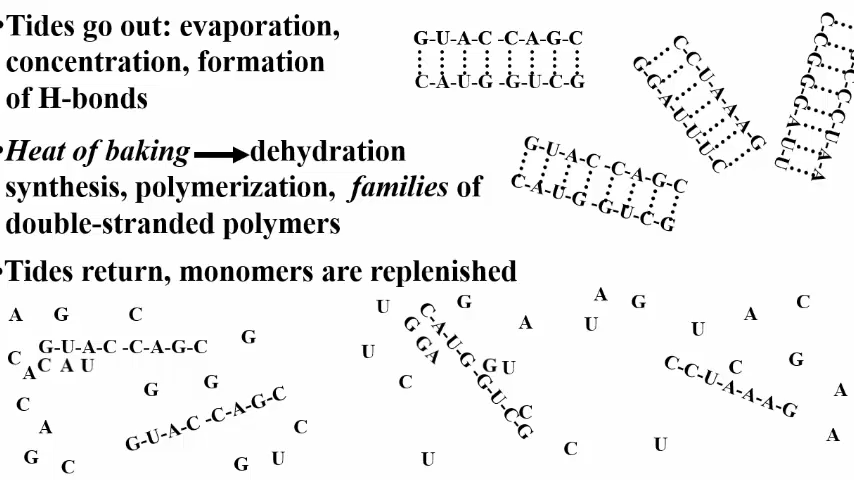 •Tides go out: evaporation,
concentration, formation
of H-bonds
G-U-A-C -C-A-G-C
C-A-U-G -G-U-C-G
C-C-U-A-A-A-G
G-G-A-U-U-U-C
•Heat of baking dehydration
synthesis, polymerization, families of
double-stranded polymers
G-U-A-C -C-A-G-C
C-A-U-G -G-U-C-G
•Tides return, monomers are replenished
A G C U G A G A C
A U U
G-U-A-C -C-A-G-C G
C A U
C-A-U-G -G-U-C-G
G GA
G U
C-C-U-A-A-A-G
C A U C G
C G G C A
G-U-A-C -C-A-G-C
A C C U A
G C G U U C